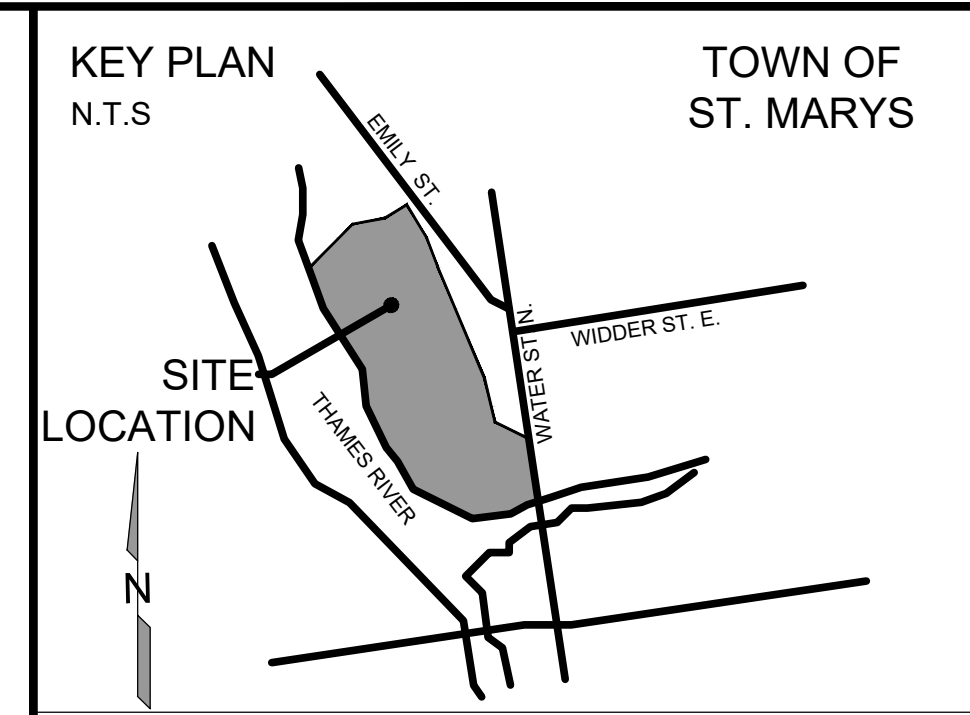 KEY PLAN
N.T.S
TOWN OF
ST. MARYS
EMILY ST.
WATER ST. N.
WIDDER ST. E.
SITE
LOCATION
THAMES RIVER
N